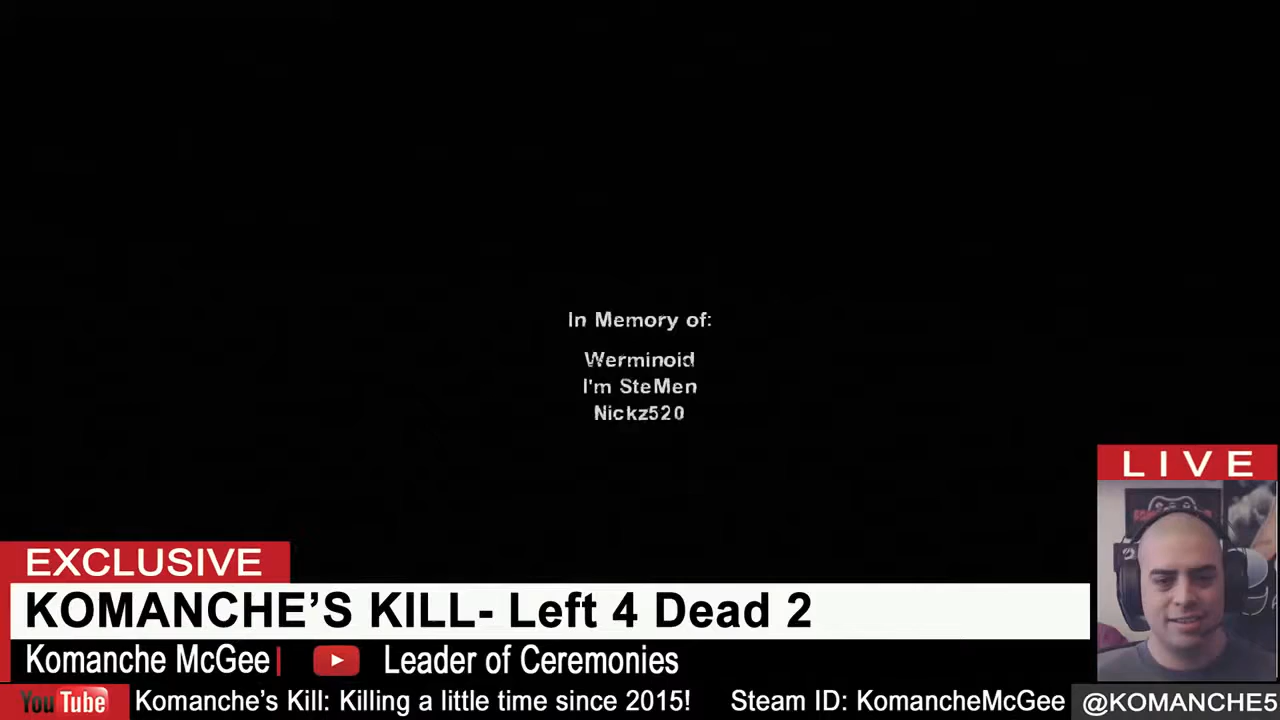 In Memory of:
Werminoid
I'm SteMen
Nickz520
LIVE
EXCLUSIVE
KOMANCHE’S KILL- Left 4 Dead 2
Komanche McGee| Leader of Ceremonies
YouTube Komanche’s Kill: Killing a little time since 2015! Steam ID: KomancheMcGee @KOMANCHE5